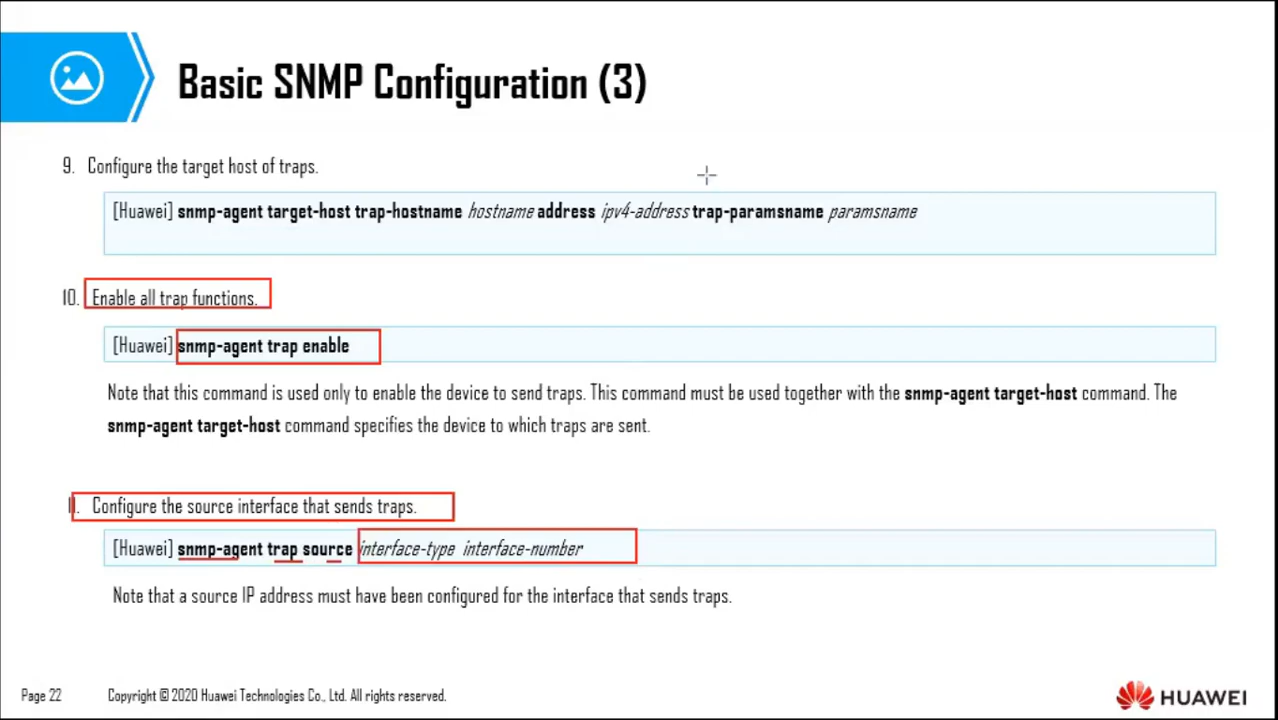 Basic SNMP Configuration (3)
9. Configure the target host of traps.
[Huawei] snmp-agent target-host trap-hostname hostname address ipv4-address trap-paramsname paramsname
10. Enable all trap functions.
[Huawei] snmp-agent trap enable
Note that this command is used only to enable the device to send traps. This command must be used together with the snmp-agent target-host command. The
snmp-agent target-host command specifies the device to which traps are sent.
11. Configure the source interface that sends traps.
[Huawei] snmp-agent trap source interface-type interface-number
Note that a source IP address must have been configured for the interface that sends traps.
Page 22 Copyright © 2020 Huawei Technologies Co., Ltd. All rights reserved.
HUAWEI